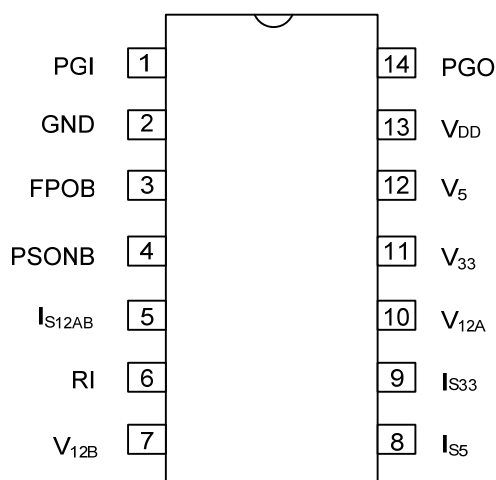 PGI 1 14 PGO
GND 2 13 VDD
FPOB 3 12 V5
PSONB 4 11 V33
IS12AB 5 10 V12A
RI 6 9 IS33
V12B 7 8 IS5